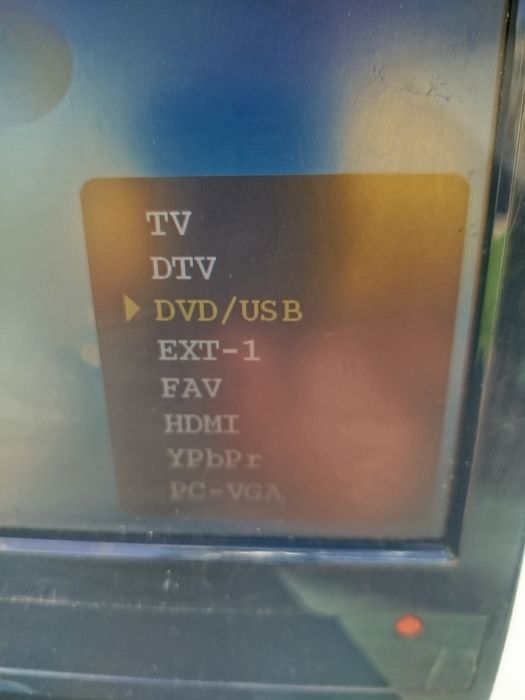 TV
DTV
DVD/USB
EXT-1
FAV
HDMI
YPbPr
PC-VGA